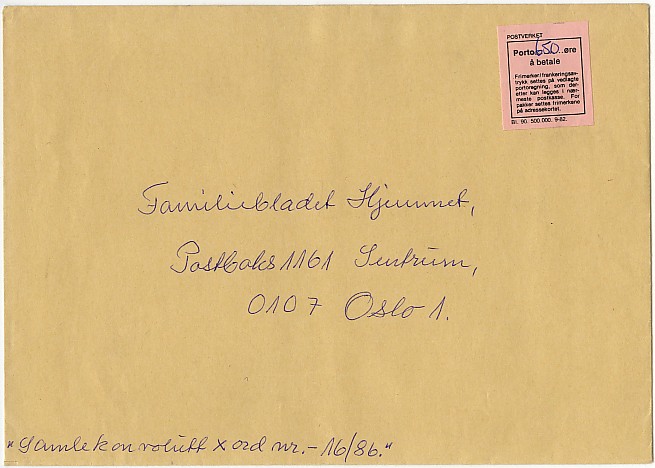 POSTVERKET
Porto 650 øre
å betale
Frimerker/frankeringsav-
trykk settes på vedlagte
portoregning, som der-
etter kan legges i nær-
meste postkasse. For
pakker settes frimerkene
på adressekortet.
Bl. 90. 500.000. 9-82.
Familiebladet Hjemmet,
Postboks 1161 Sentrum,
0107 Oslo 1.
"Samlekonvolutt x ord nr. - 16/86."